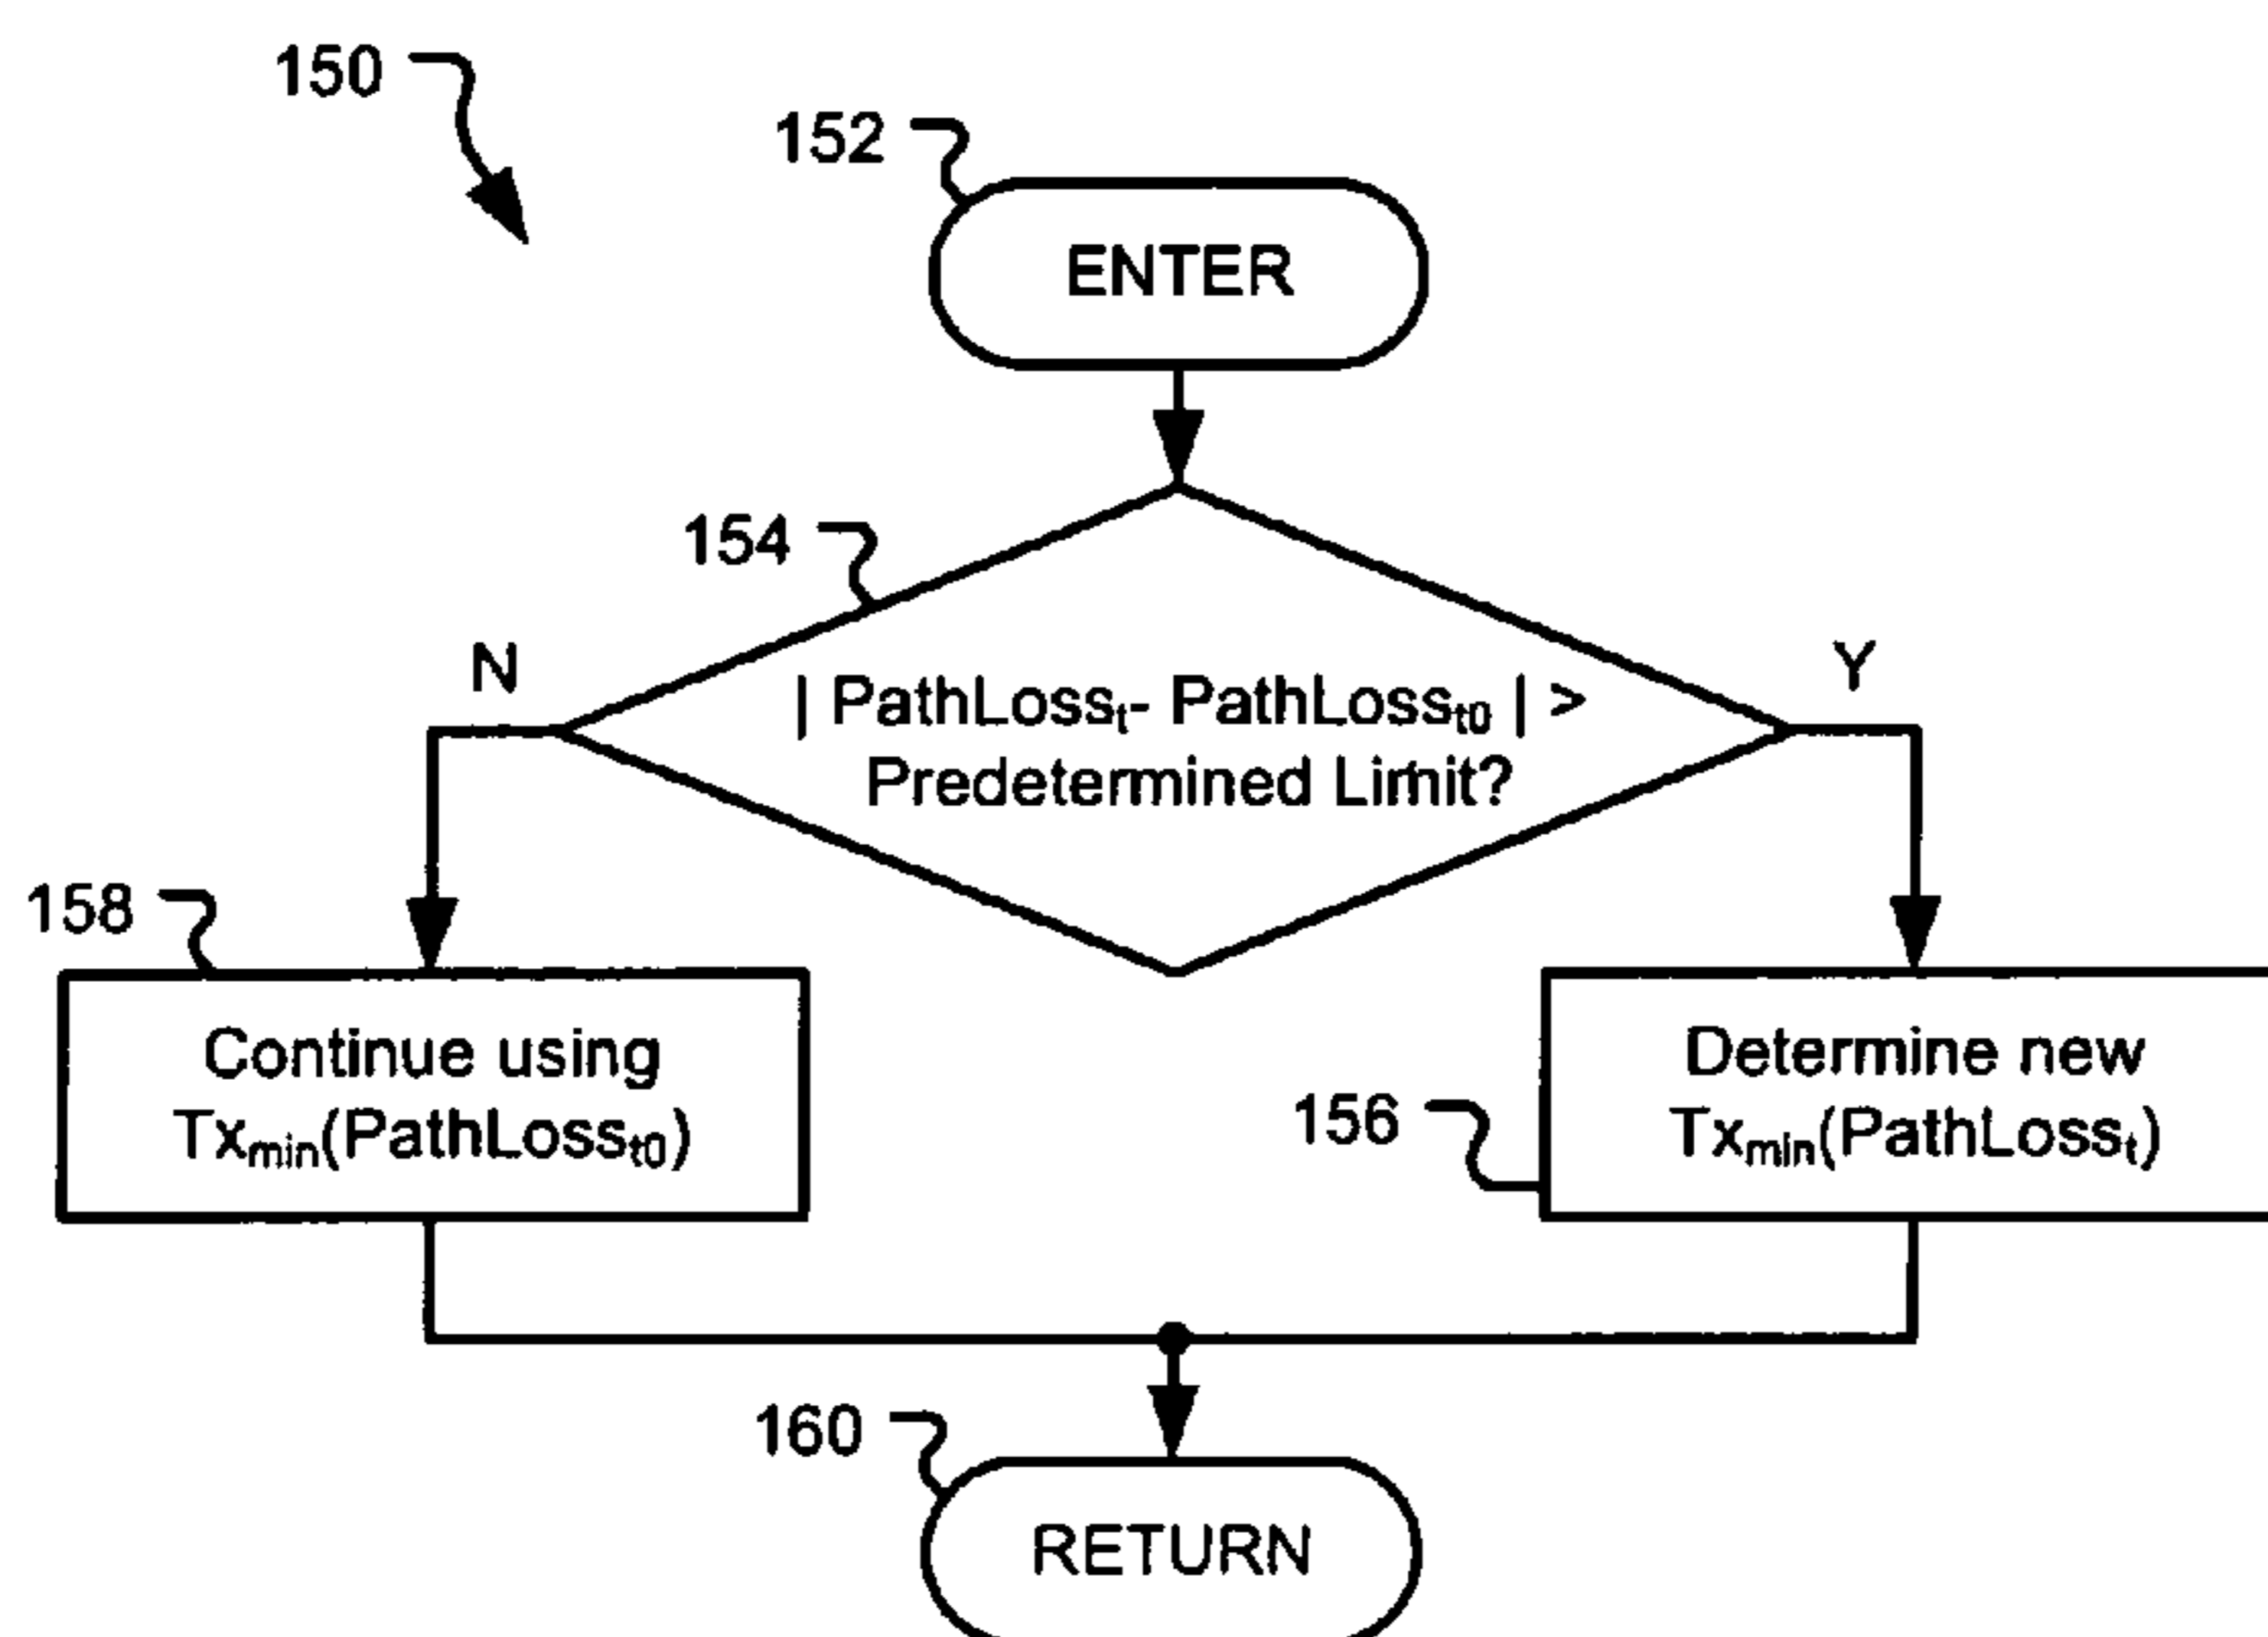 150
152
ENTER
154
N
Y
| PathLossₜ- PathLossₜ₀ | >
Predetermined Limit?
158
Continue using
Txₘᵢₙ(PathLossₜ₀)
Determine new
Txₘᵢₙ(PathLossₜ)
156
160
RETURN